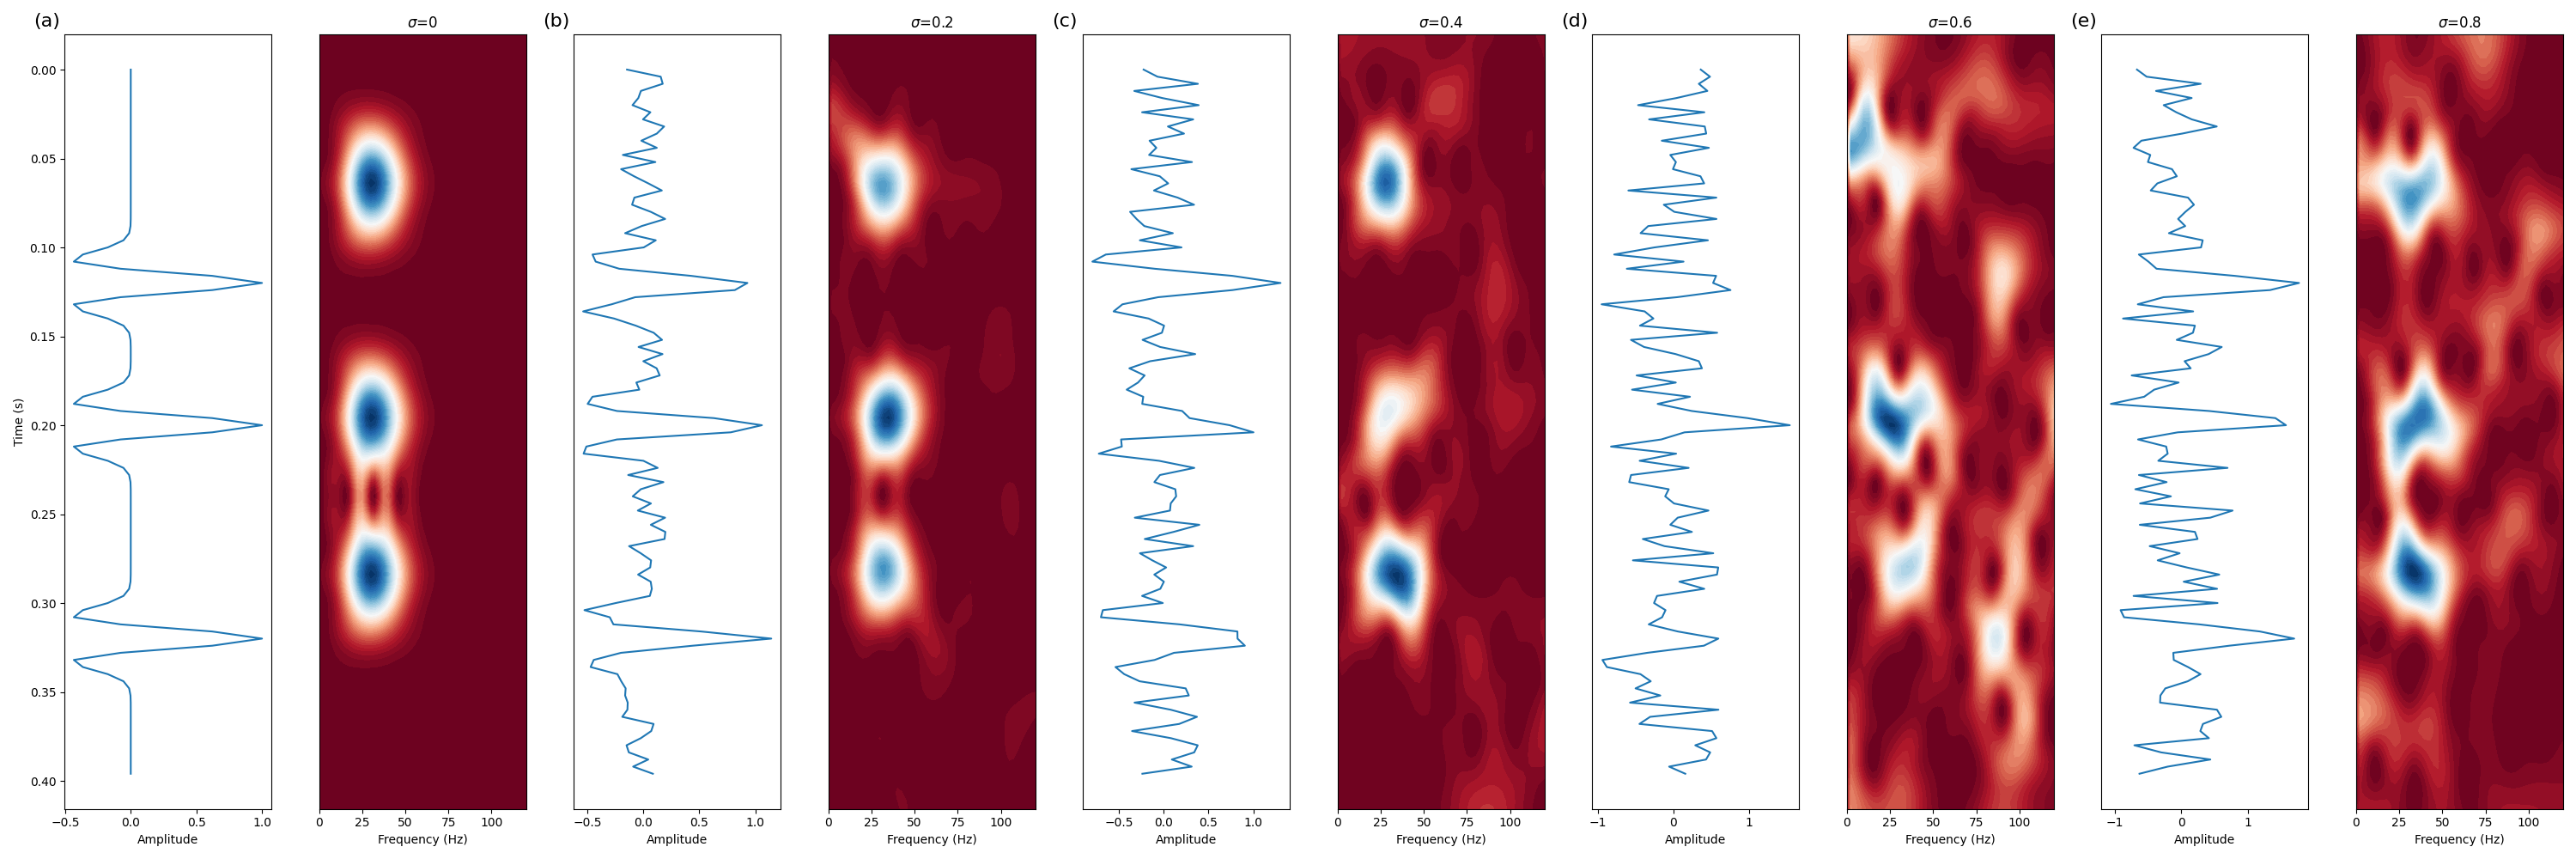 (a) σ=0 (b) σ=0.2 (c) σ=0.4 (d) σ=0.6 (e) σ=0.8
0.00
0.05
0.10
0.15
0.20
0.25
0.30
0.35
0.40
Time (s)
−0.5 0.0 0.5 1.0 0 25 50 75 100 −0.5 0.0 0.5 1.0 0 25 50 75 100 −0.5 0.0 0.5 1.0 0 25 50 75 100 −1 0 1 0 25 50 75 100 −1 0 1 0 25 50 75 100
Amplitude Frequency (Hz) Amplitude Frequency (Hz) Amplitude Frequency (Hz) Amplitude Frequency (Hz) Amplitude Frequency (Hz)